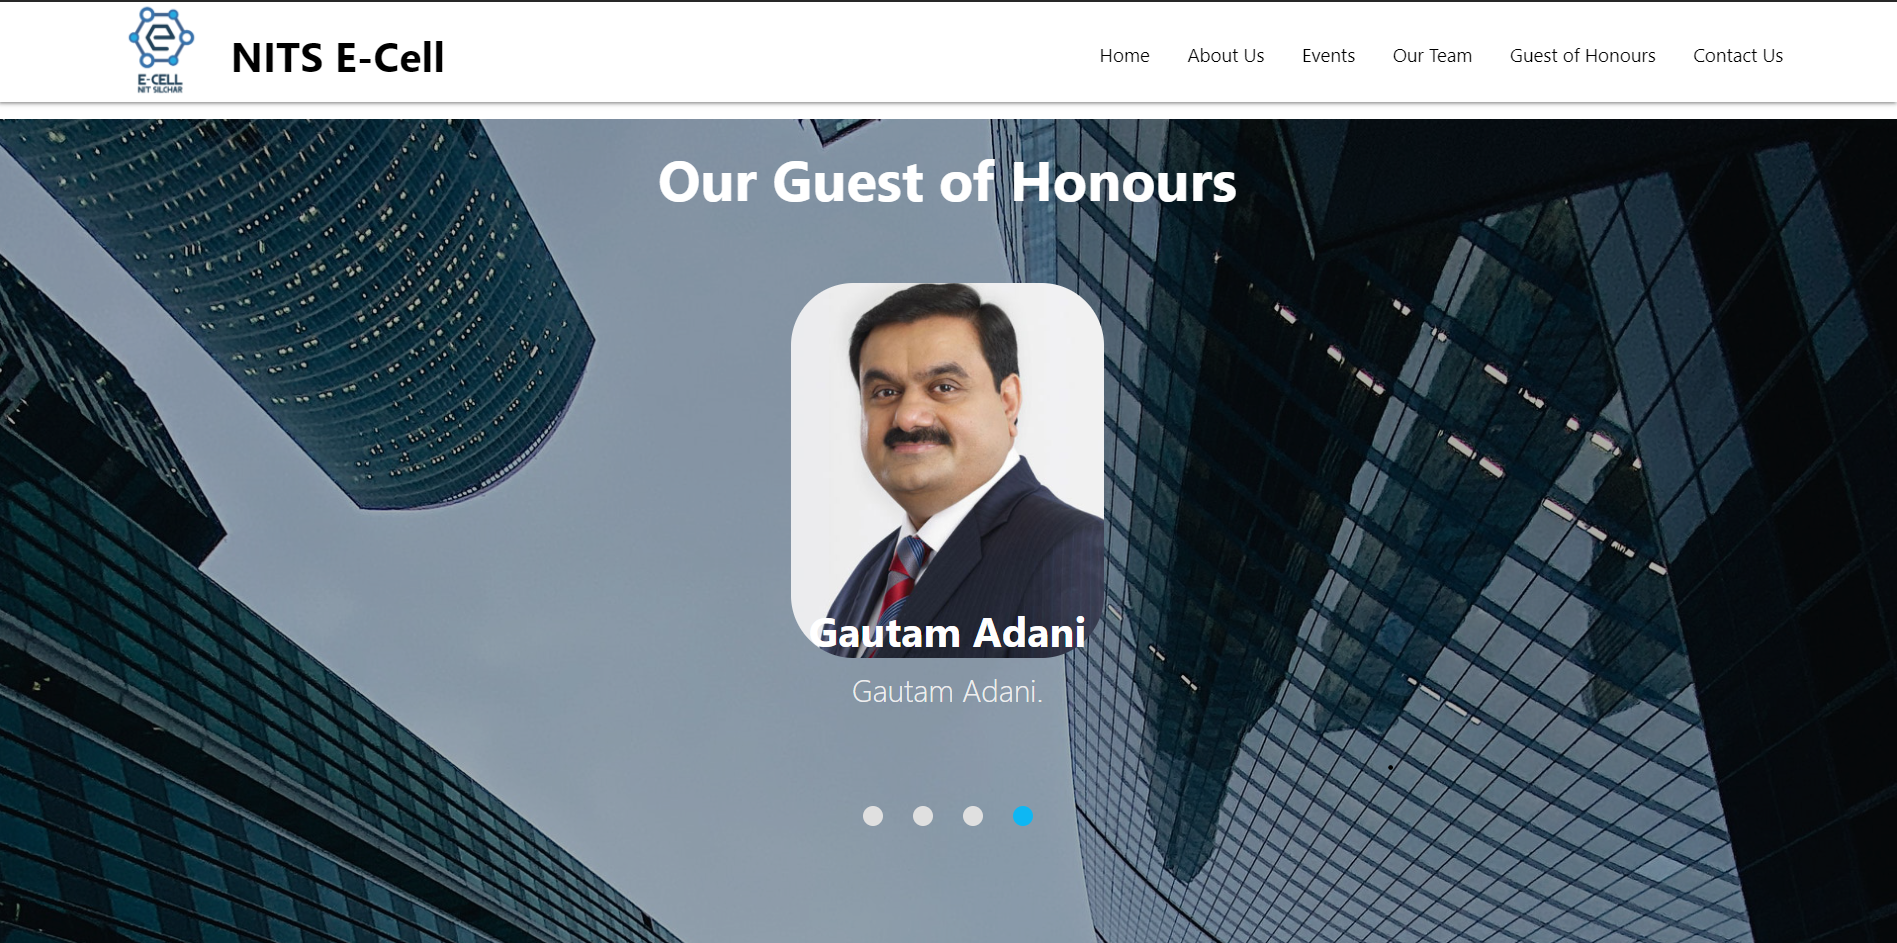 E-CELL
NIT SILCHAR
NITS E-Cell
Home
About Us
Events
Our Team
Guest of Honours
Contact Us
Our Guest of Honours
Gautam Adani
Gautam Adani.